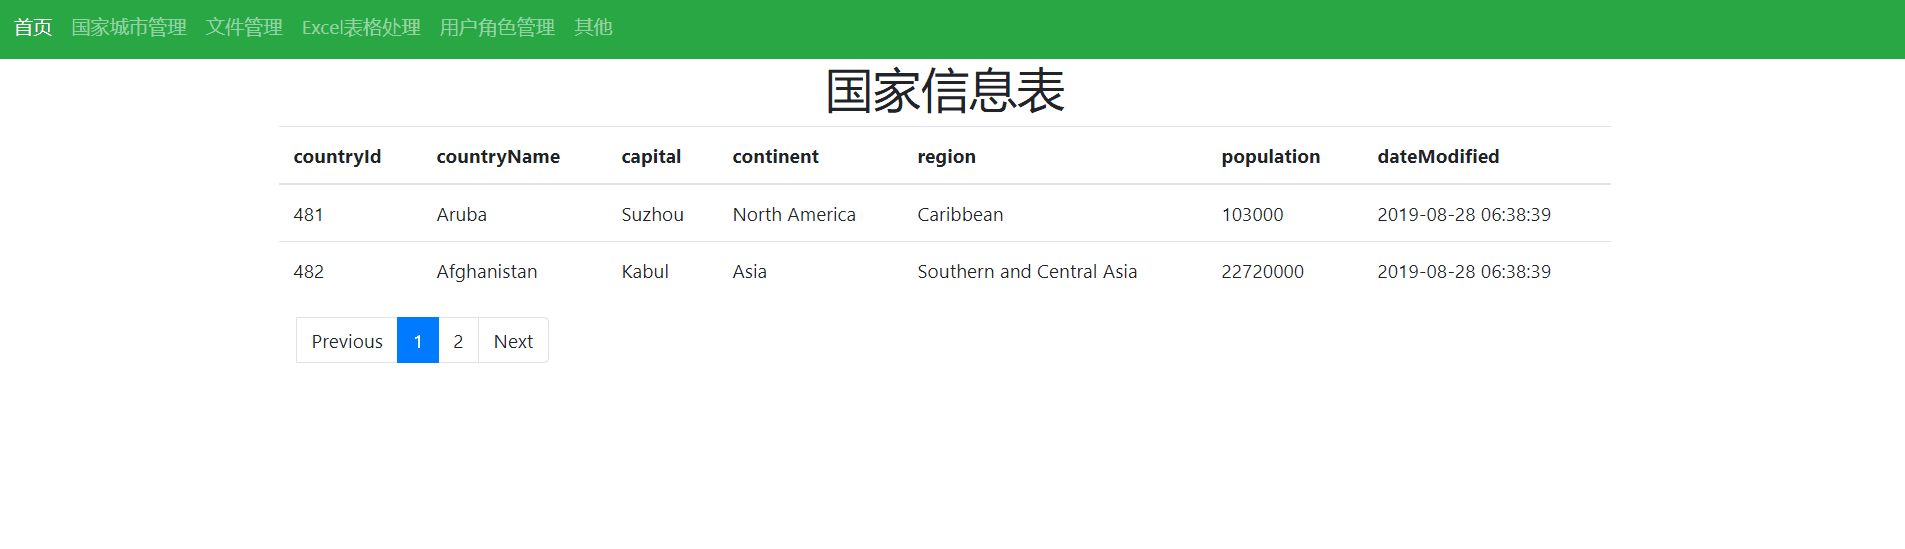 首页 国家城市管理 文件管理 Excel表格处理 用户角色管理 其他
国家信息表
countryId countryName capital continent region population dateModified
481 Aruba Suzhou North America Caribbean 103000 2019-08-28 06:38:39
482 Afghanistan Kabul Asia Southern and Central Asia 22720000 2019-08-28 06:38:39
Previous 1 2 Next